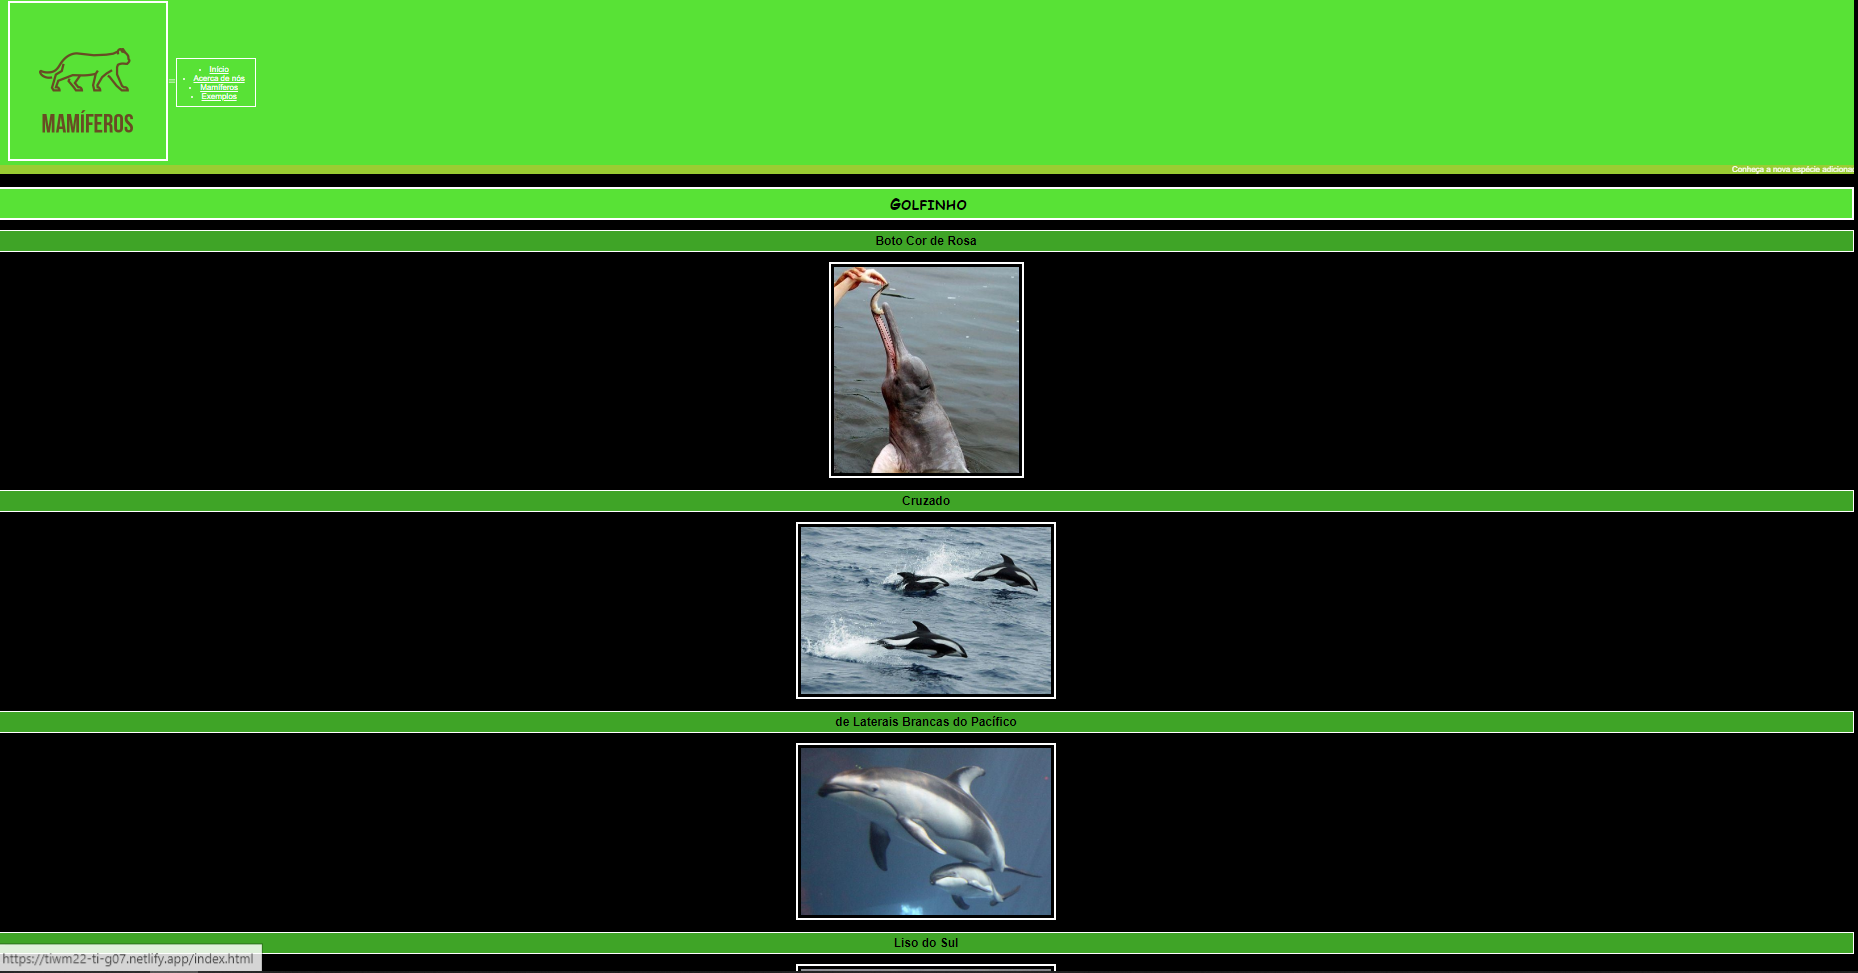 MAMÍFEROS
Início
Acerca de nós
Mamíferos
Exemplos
Conheça a nova espécie
Golfinho
Boto Cor de Rosa
Cruzado
de Laterais Brancas do Pacífico
Liso do Sul
https://tiwm22-ti-g07.netlify.app/index.html